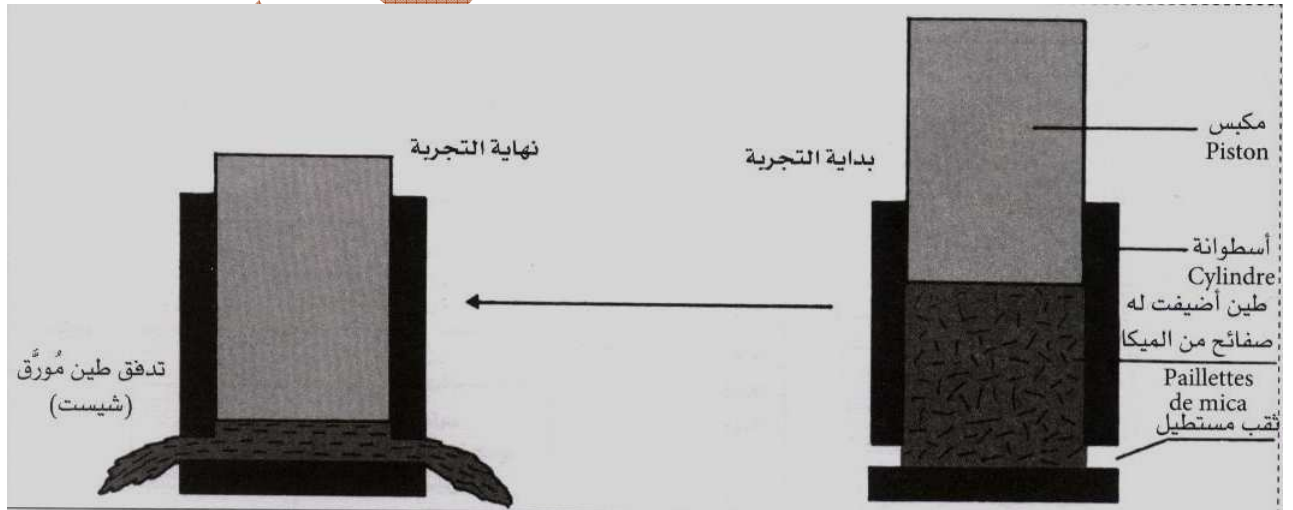 بداية التجربة
مكبس
Piston
أسطوانة
Cylindre
طين أضيفت له
صفائح من الميكا
Paillettes
de mica
ثقب مستطيل
نهاية التجربة
تدفق طين مُورَّق
(شيست)